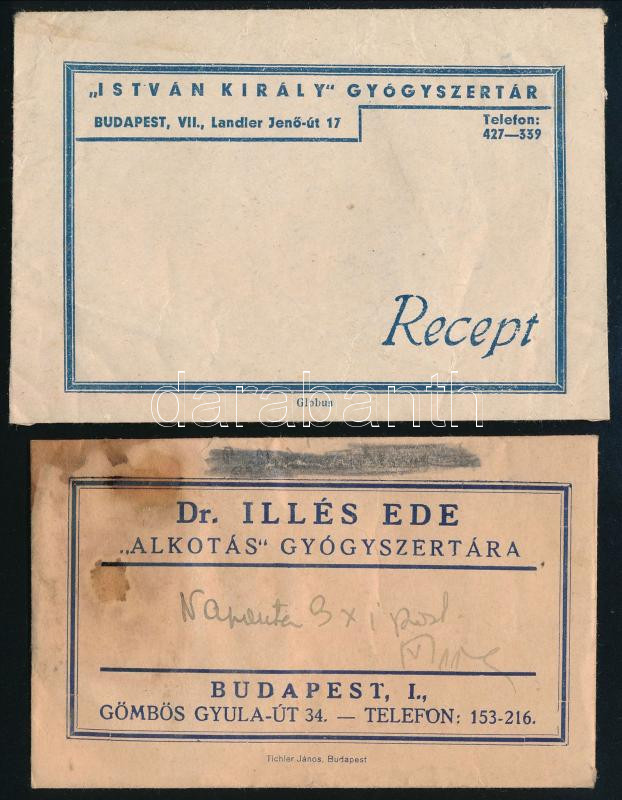 „ISTVÁN KIRÁLY" GYÓGYSZERTÁR
BUDAPEST, VII., Landler Jenő-út 17
Telefon:
427—339
Recept
Globus
darabanth
Dr. ILLÉS EDE
„ALKOTÁS" GYÓGYSZERTÁRA
Naponta 3 x 1 port
BUDAPEST, I.,
GÖMBÖS GYULA-ÚT 34. — TELEFON: 153-216.
Tichler János, Budapest